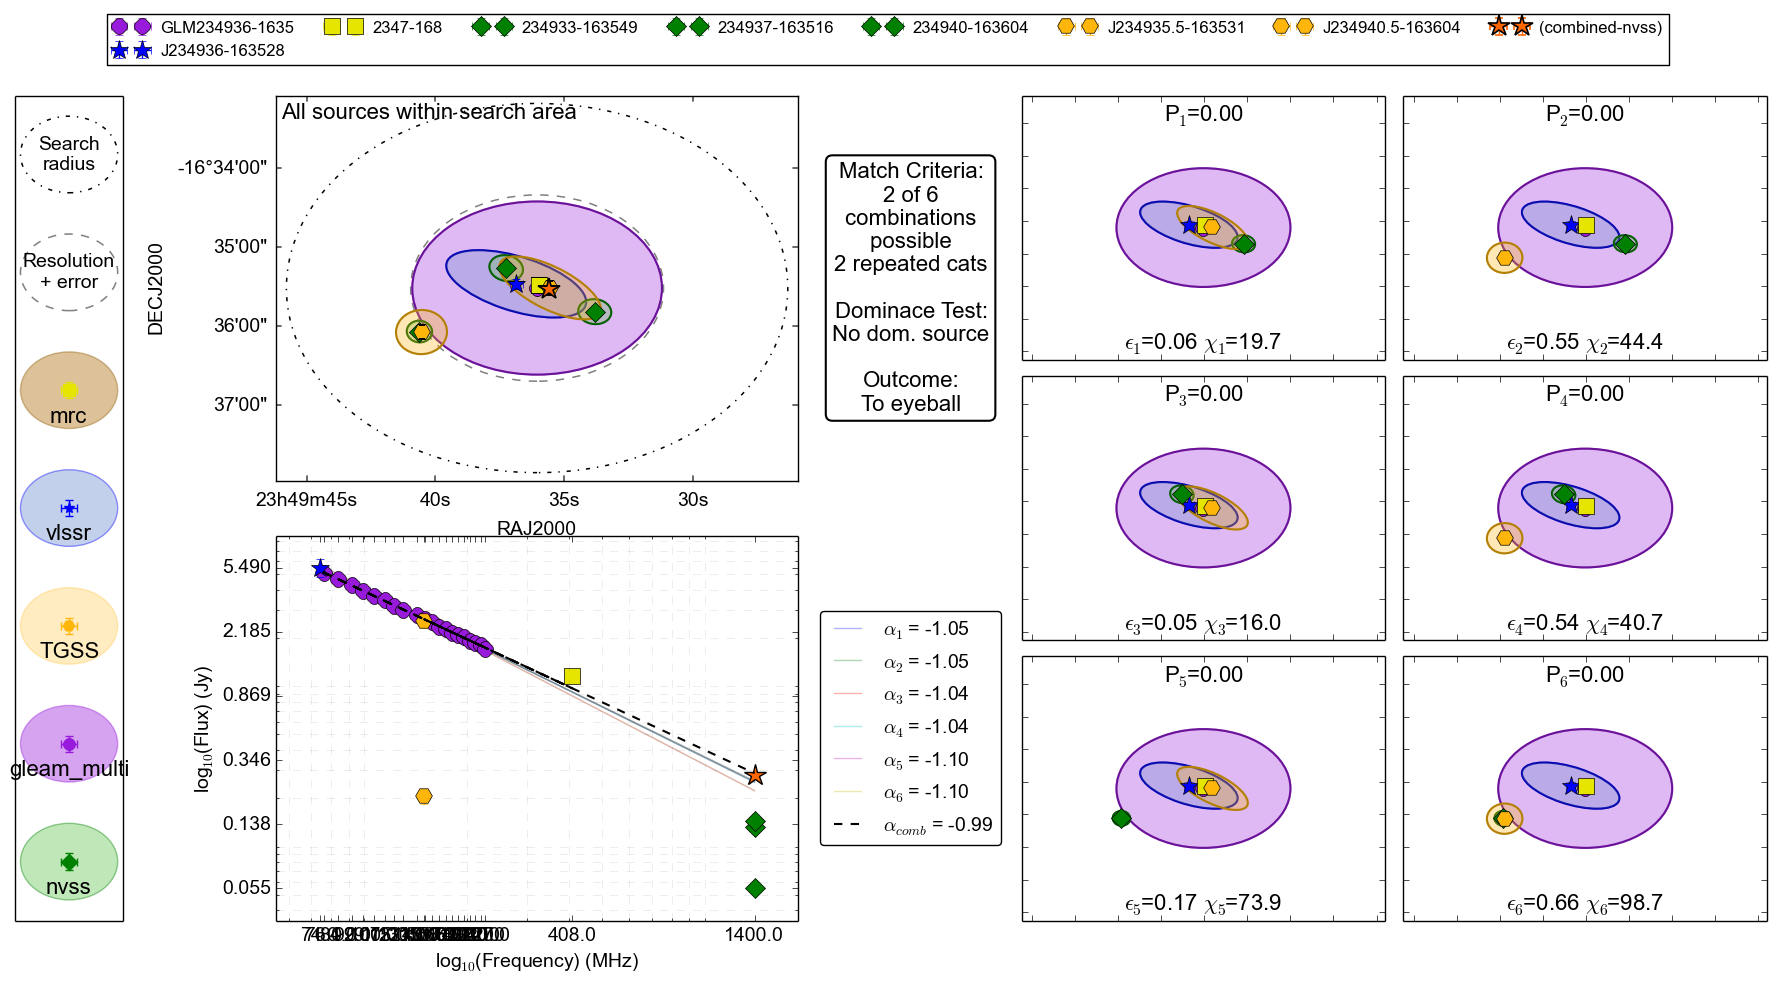 GLM234936-1635 2347-168 234933-163549 234937-163516 234940-163604 J234935.5-163531 J234940.5-163604 (combined-nvss)
J234936-163528
Search
radius
Resolution
+ error
mrc
vlssr
TGSS
gleam_multi
nvss
All sources within search area
DECJ2000
-16°34'00"
35'00"
36'00"
37'00"
23h49m45s 40s 35s 30s
RAJ2000
Match Criteria:
2 of 6
combinations
possible
2 repeated cats
Dominace Test:
No dom. source
Outcome:
To eyeball
log10(Flux) (Jy)
5.490
2.185
0.869
0.346
0.138
0.055
408.0 1400.0
log10(Frequency) (MHz)
α1 = -1.05
α2 = -1.05
α3 = -1.04
α4 = -1.04
α5 = -1.10
α6 = -1.10
αcomb = -0.99
P1=0.00
ϵ1=0.06 χ1=19.7
P2=0.00
ϵ2=0.55 χ2=44.4
P3=0.00
ϵ3=0.05 χ3=16.0
P4=0.00
ϵ4=0.54 χ4=40.7
P5=0.00
ϵ5=0.17 χ5=73.9
P6=0.00
ϵ6=0.66 χ6=98.7